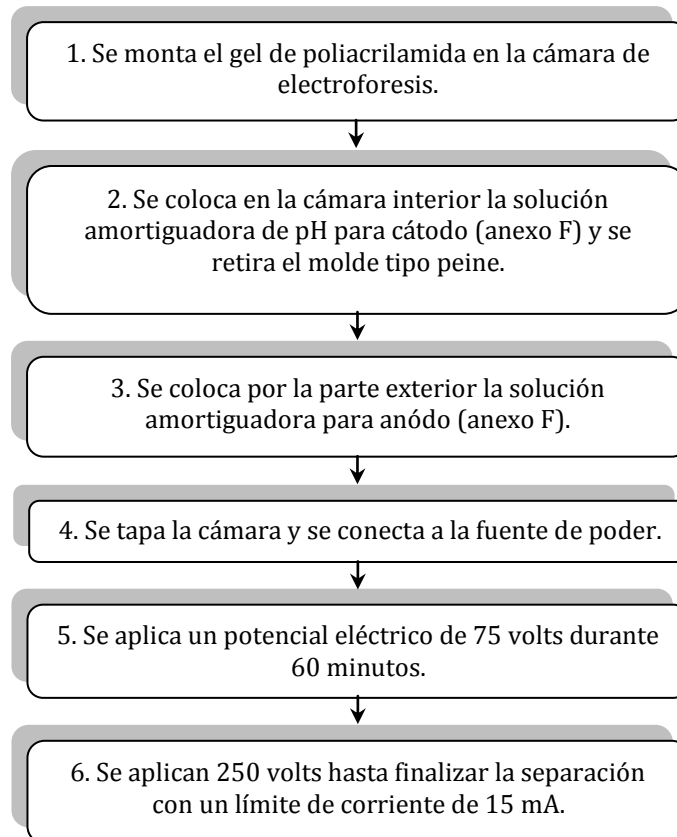 1. Se monta el gel de poliacrilamida en la cámara de
electroforesis.
2. Se coloca en la cámara interior la solución
amortiguadora de pH para cátodo (anexo F) y se
retira el molde tipo peine.
3. Se coloca por la parte exterior la solución
amortiguadora para anódo (anexo F).
4. Se tapa la cámara y se conecta a la fuente de poder.
5. Se aplica un potencial eléctrico de 75 volts durante
60 minutos.
6. Se aplican 250 volts hasta finalizar la separación
con un límite de corriente de 15 mA.